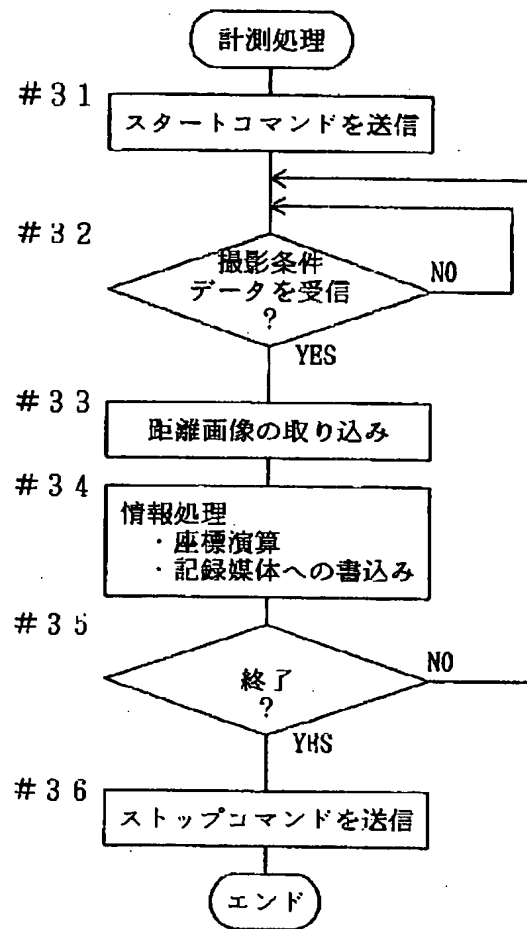 計測処理
#31
スタートコマンドを送信
#32
撮影条件
データを受信
?
NO
YES
#33
距離画像の取り込み
#34
情報処理
・座標演算
・記録媒体への書込み
#35
終了
?
NO
YES
#36
ストップコマンドを送信
エンド